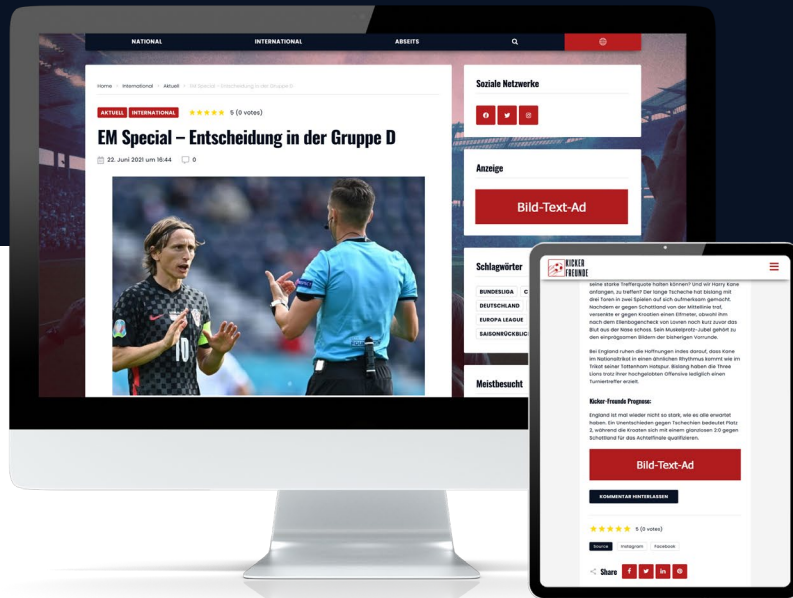 NATIONAL
INTERNATIONAL
ABSEITS
Home
International
Aktuell
EM Special – Entscheidung in der Gruppe D
AKTUELL
INTERNATIONAL
5 (0 votes)
EM Special – Entscheidung in der Gruppe D
22. Juni 2021 um 16:44
0
10
Soziale Netzwerke
Anzeige
Bild-Text-Ad
Schlagwörter
BUNDESLIGA
C
DEUTSCHLAND
EUROPA LEAGUE
SAISONRÜCKBLIC
Meistbesucht
KICKER
FREUNDE
seine starke Trefferquote halten können? Und wir Harry Kane
anfangen, zu treffen? Der lange Tscheche hat bislang mit
drei Toren in zwei Spielen auf sich aufmerksam gemacht.
Nachdem er gegen Schottland von der Mittellinie traf,
versenkte er gegen Kroatien einen Elfmeter, obwohl ihm
nach dem Ellenbogencheck von Lovren noch kurz zuvor das
Blut aus der Nase schoss. Sein Muskelprotz-Jubel gehört zu
den einprägsamen Bildern der bisherigen Vorrunde.
Bei England ruhen die Hoffnungen indes darauf, dass Kane
im Nationaltrikot in einen ähnlichen Rhythmus kommt wie im
Trikot seiner Tottenham Hotspur. Bislang haben die Three
Lions trotz ihrer hochgelobten Offensive lediglich einen
Turniertreffer erzielt.
Kicker-Freunde Prognose:
England ist mal wieder nicht so stark, wie es alle erwartet
haben. Ein Unentschieden gegen Tschechien bedeutet Platz
3, während die Kroaten sich mit einem glanzlosen 2:0 gegen
Schottland für das Achtelfinale qualifizieren.
Bild-Text-Ad
KOMMENTAR HINTERLASSEN
5 (0 votes)
Source
Instagram
Facebook
Share